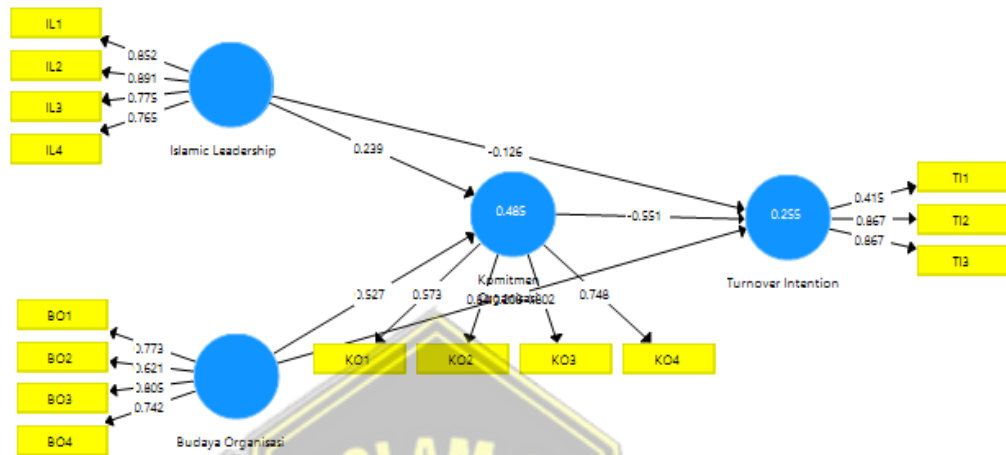 IL1
IL2
IL3
IL4
0.852
0.891
0.775
0.765
Islamic Leadership
0.239
-0.126
0.485
-0.551
0.255
TI1
TI2
TI3
0.415
0.867
0.867
Turnover Intention
Komitmen
0.527
0.573
0.748
KO1
KO2
KO3
KO4
BO1
BO2
BO3
BO4
0.773
0.621
0.805
0.742
Budaya Organisasi